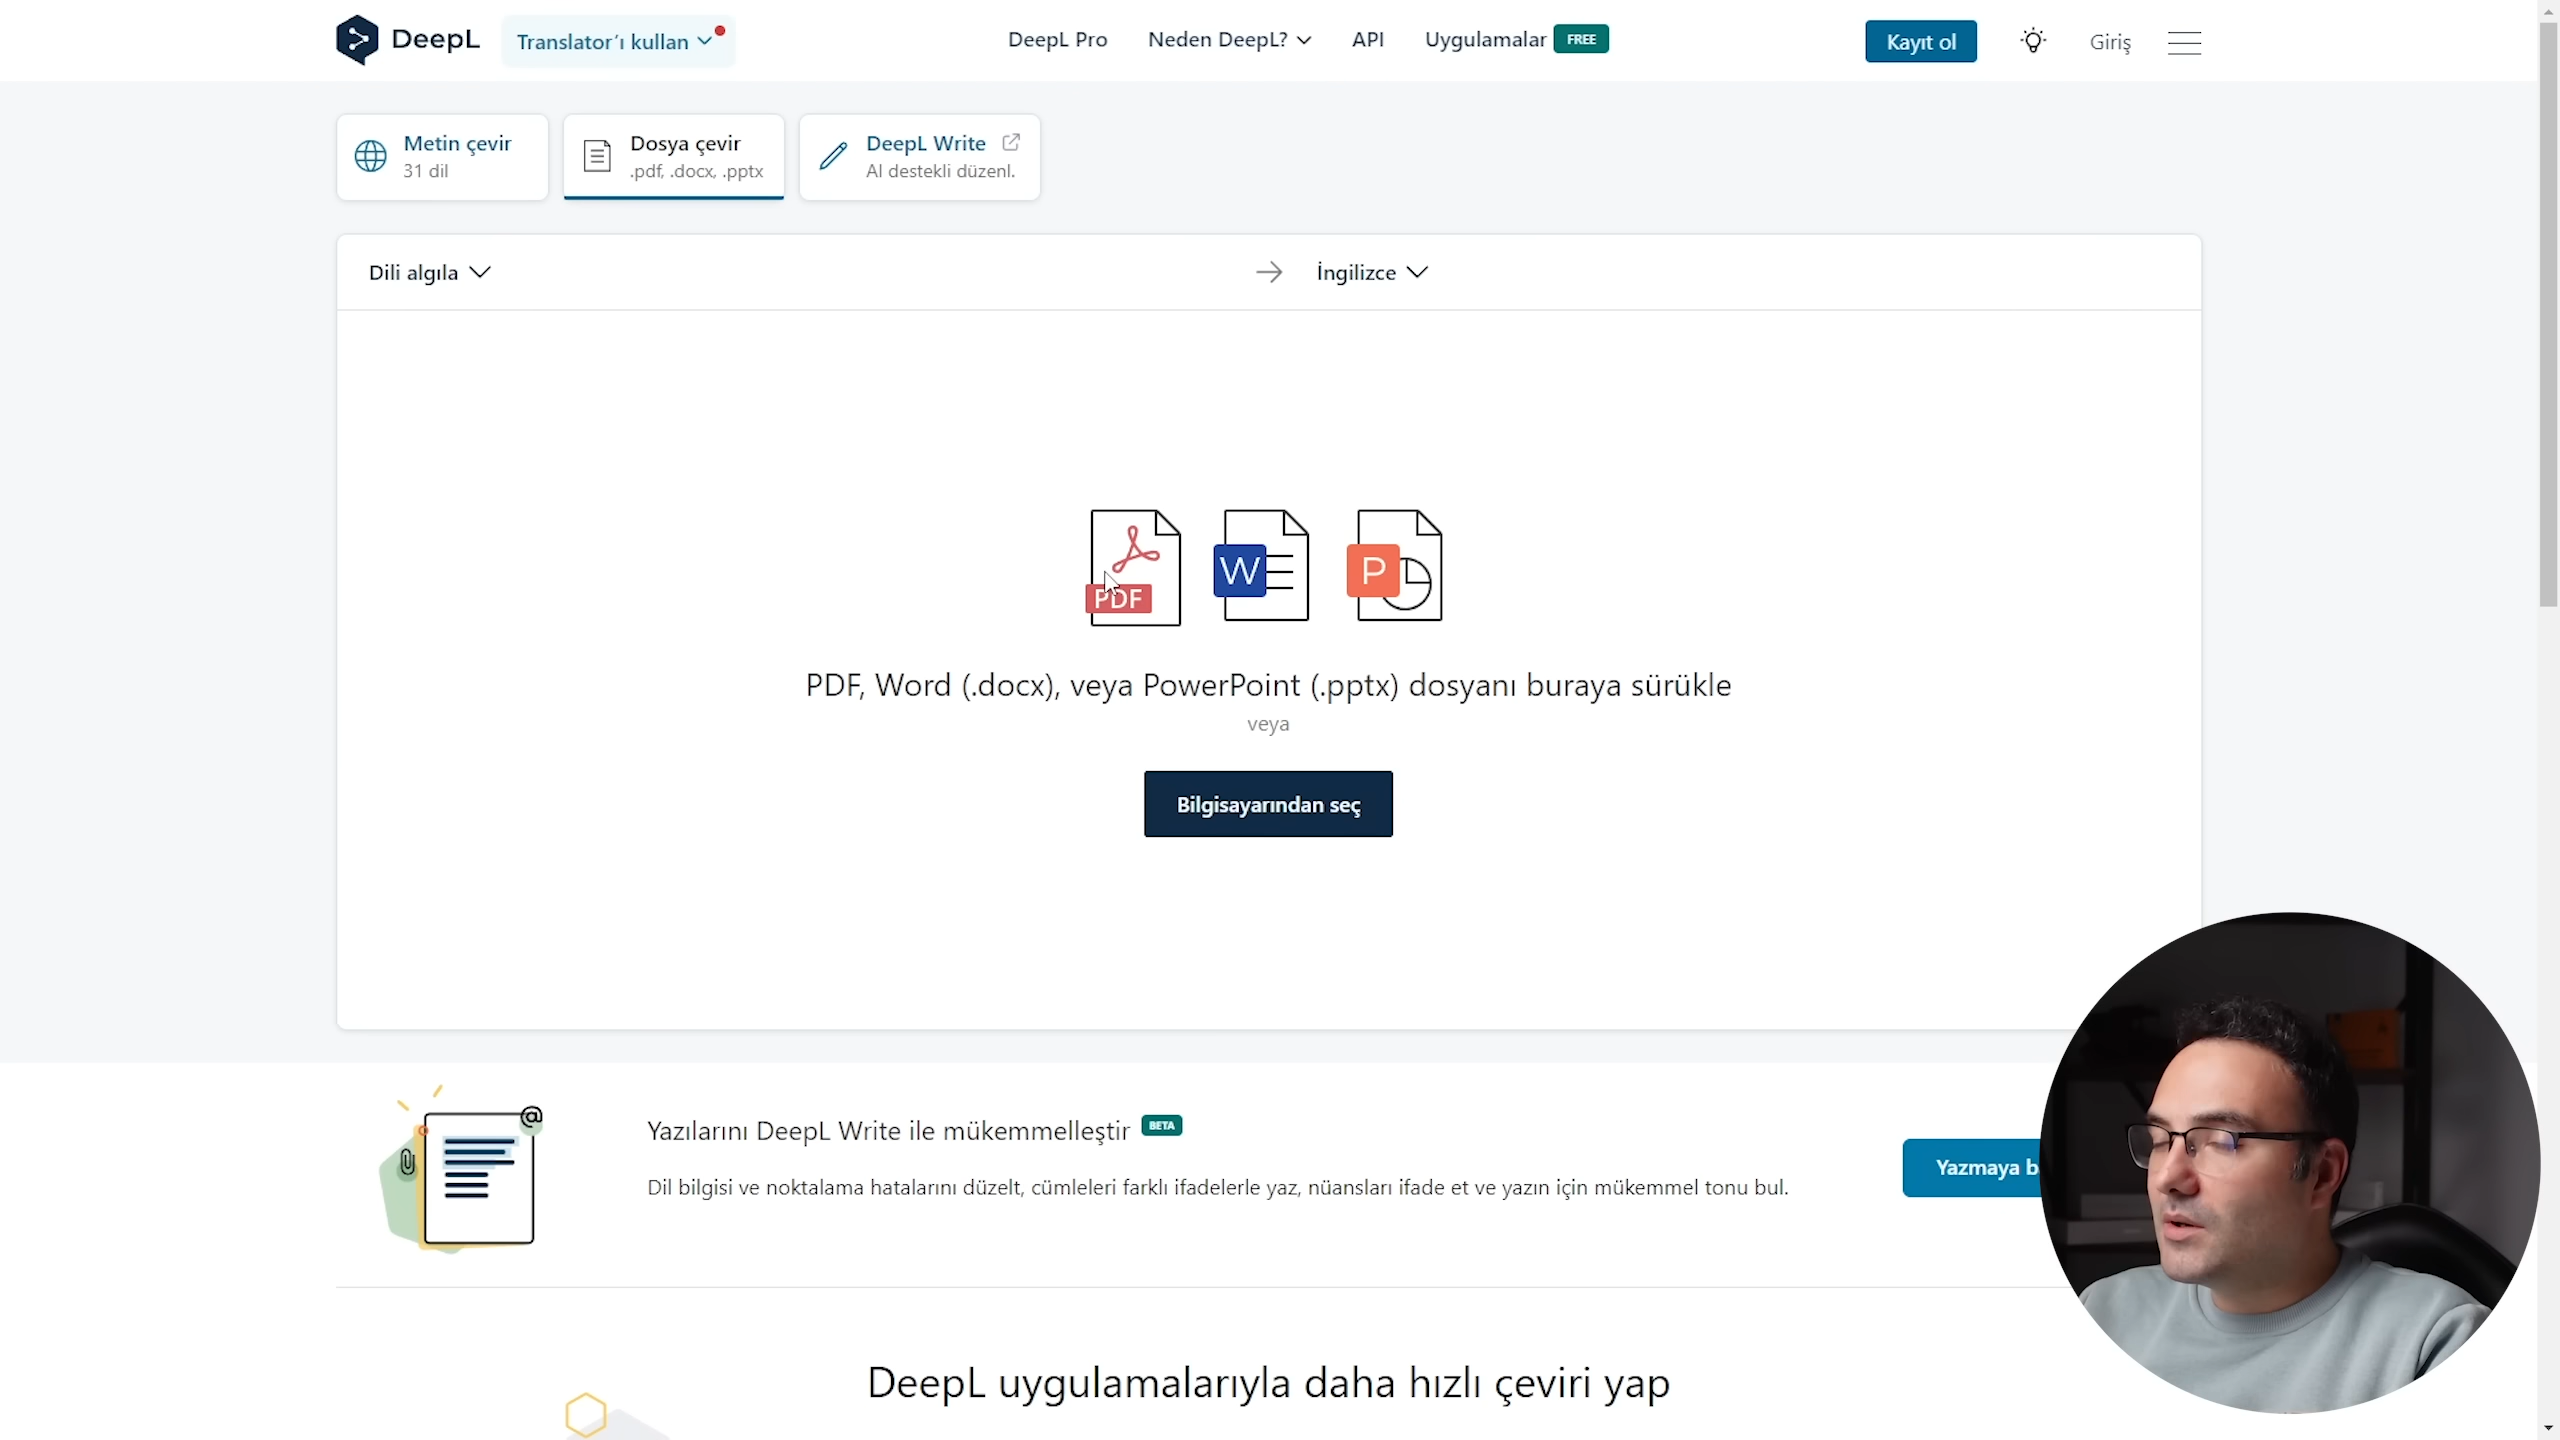 DeepL
Translator'ı kullan
DeepL Pro
Neden DeepL?
API
Uygulamalar FREE
Kayıt ol
Giriş
Metin çevir
31 dil
Dosya çevir
.pdf, .docx, .pptx
DeepL Write
AI destekli düzenl.
Dili algıla
İngilizce
PDF
W
P
PDF, Word (.docx), veya PowerPoint (.pptx) dosyanı buraya sürükle
veya
Bilgisayarından seç
@
Yazılarını DeepL Write ile mükemmelleştir BETA
Dil bilgisi ve noktalama hatalarını düzelt, cümleleri farklı ifadelerle yaz, nüansları ifade et ve yazın için mükemmel tonu bul.
Yazmaya b
DeepL uygulamalarıyla daha hızlı çeviri yap